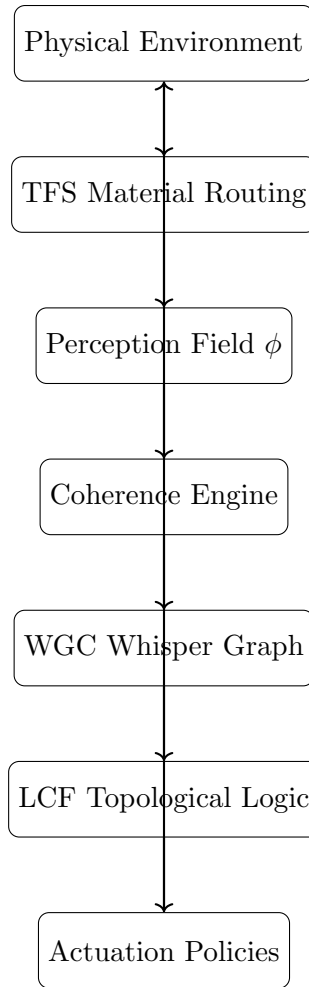 Physical Environment
TFS Material Routing
Perception Field ϕ
Coherence Engine
WGC Whisper Graph
LCF Topological Logic
Actuation Policies